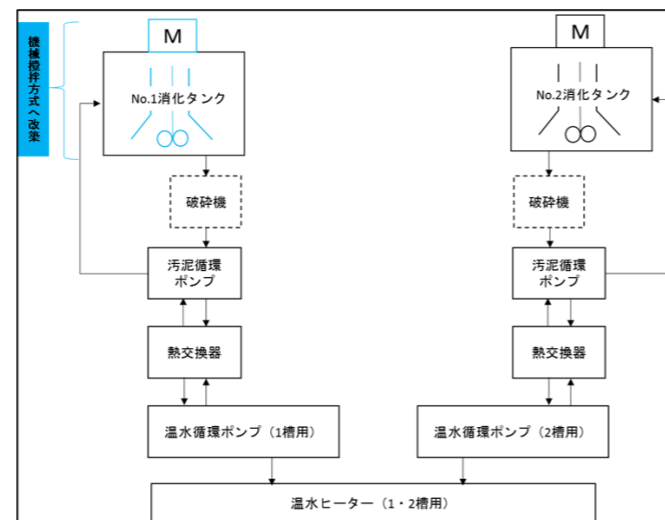 機械撹拌方式へ改築
M
No.1消化タンク
破砕機
汚泥循環
ポンプ
熱交換器
温水循環ポンプ（1槽用）
M
No.2消化タンク
破砕機
汚泥循環
ポンプ
熱交換器
温水循環ポンプ（2槽用）
温水ヒーター（1・2槽用）